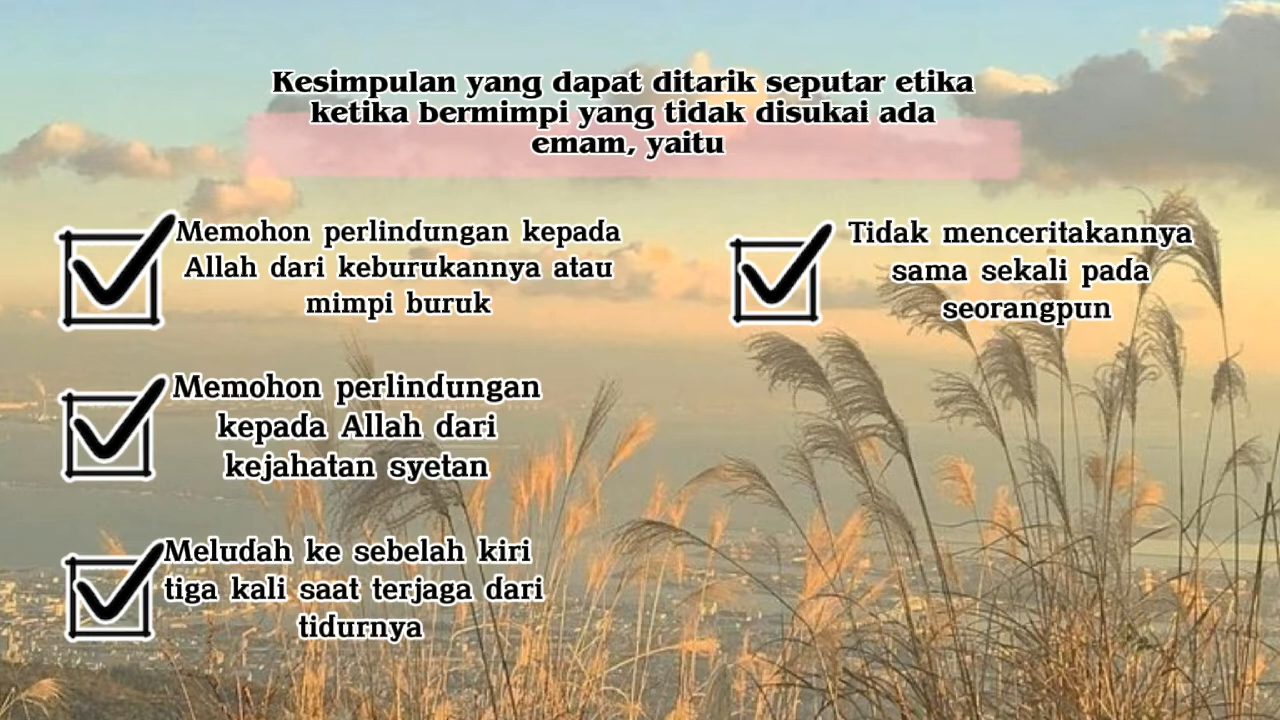 Kesimpulan yang dapat ditarik seputar etika
ketika bermimpi yang tidak disukai ada
emam, yaitu
Memohon perlindungan kepada
Allah dari keburukannya atau
mimpi buruk
Memohon perlindungan
kepada Allah dari
kejahatan syetan
Meludah ke sebelah kiri
tiga kali saat terjaga dari
tidurnya
Tidak menceritakannya
sama sekali pada
seorangpun